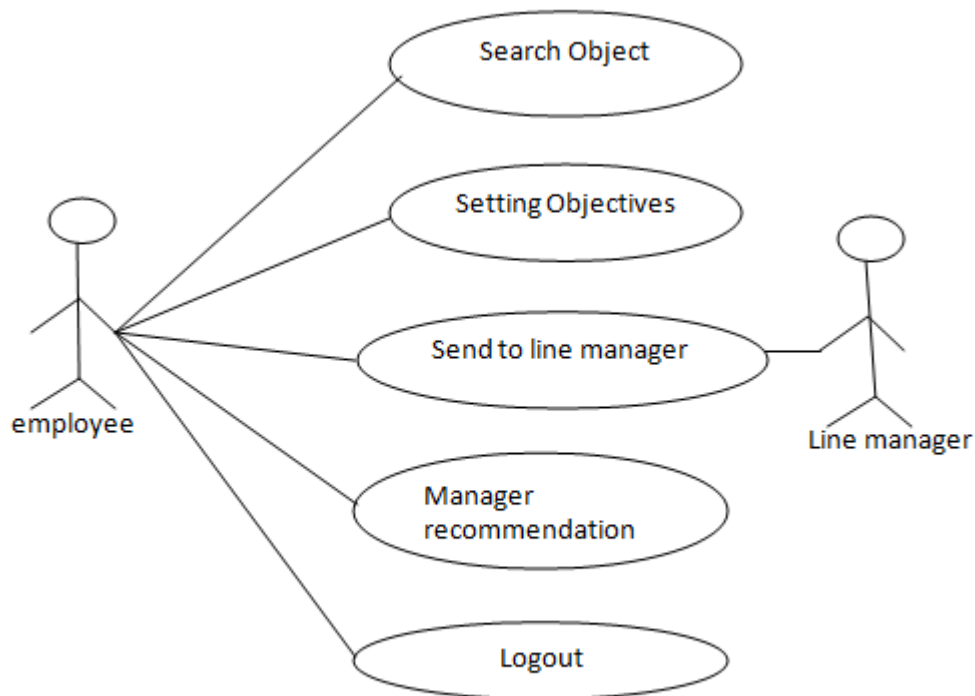 Search Object
Setting Objectives
Send to line manager
employee
Line manager
Manager
recommendation
Logout